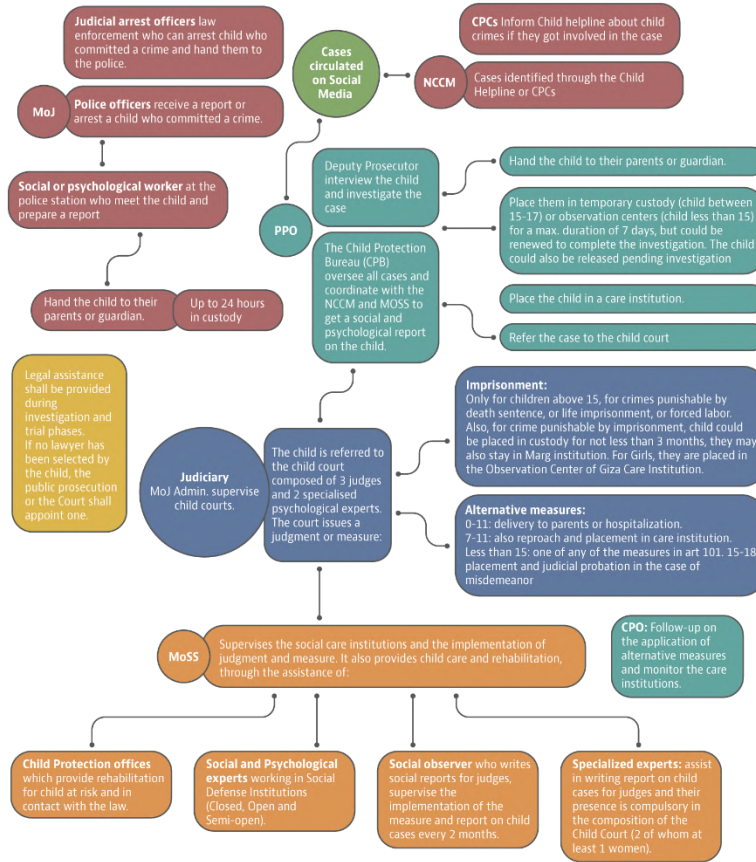 Judicial arrest officers law
enforcement who can arrest child who
committed a crime and hand them to
the police.
MoJ
Police officers receive a report or
arrest a child who committed a crime.
Social or psychological worker at the
police station who meet the child and
prepare a report
Hand the child to their
parents or guardian.
Up to 24 hours
in custody
Cases
circulated
on Social
Media
CPCs Inform Child helpline about child
crimes if they got involved in the case
NCCM
Cases identified through the Child
Helpline or CPCs
PPO
Deputy Prosecutor
interview the child
and investigate the
case
The Child Protection
Bureau (CPB)
oversee all cases and
coordinate with the
NCCM and MOSS to
get a social and
psychological report
on the child.
Hand the child to their parents or guardian.
Place them in temporary custody (child between
15-17) or observation centers (child less than 15)
for a max. duration of 7 days, but could be
renewed to complete the investigation. The child
could also be released pending investigation
Place the child in a care institution.
Refer the case to the child court
Legal assistance
shall be provided
during
investigation and
trial phases.
If no lawyer has
been selected by
the child, the
public prosecution
or the Court shall
appoint one.
Judiciary
MoJ Admin. supervise
child courts.
The child is referred to
the child court
composed of 3 judges
and 2 specialised
psychological experts.
The court issues a
judgment or measure:
Imprisonment:
Only for children above 15, for crimes punishable by
death sentence, or life imprisonment, or forced labor.
Also, for crime punishable by imprisonment, child could
be placed in custody for not less than 3 months, they may
also stay in Marg institution. For Girls, they are placed in
the Observation Center of Giza Care Institution.
Alternative measures:
0-11: delivery to parents or hospitalization.
7-11: also reproach and placement in care institution.
Less than 15: one of any of the measures in art 101. 15-18
placement and judicial probation in the case of
misdemeanor
MoSS
Supervises the social care institutions and the implementation of
judgment and measure. It also provides child care and rehabilitation,
through the assistance of:
CPO: Follow-up on
the application of
alternative measures
and monitor the care
institutions.
Child Protection offices
which provide rehabilitation
for child at risk and in
contact with the law.
Social and Psychological
experts working in Social
Defense Institutions
(Closed, Open and
Semi-open).
Social observer who writes
social reports for judges,
supervise the
implementation of the
measure and report on child
cases every 2 months.
Specialized experts: assist
in writing report on child
cases for judges and their
presence is compulsory in
the composition of the
Child Court (2 of whom at
least 1 women).